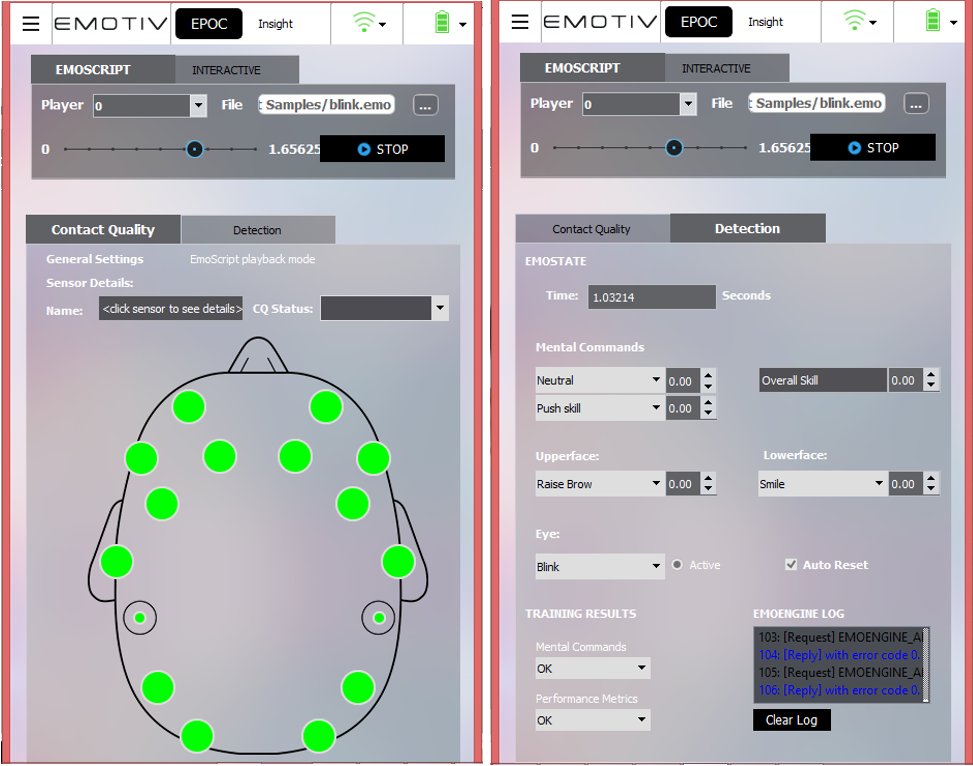 EMOTIV EPOC Insight
EMOSCRIPT INTERACTIVE
Player 0 File t Samples/blink.emo ...
0 1.65625 STOP
Contact Quality Detection
General Settings EmoScript playback mode
Sensor Details:
Name: <click sensor to see details> CQ Status:
EMOTIV EPOC Insight
EMOSCRIPT INTERACTIVE
Player 0 File t Samples/blink.emo ...
0 1.65625 STOP
Contact Quality Detection
EMOSTATE
Time: 1.03214 Seconds
Mental Commands
Neutral 0.00 Overall Skill 0.00
Push skill 0.00
Upperface: Lowerface:
Raise Brow 0.00 Smile 0.00
Eye:
Blink Active Auto Reset
TRAINING RESULTS EMOENGINE LOG
103: [Request] EMOENGINE_A
Mental Commands 104: [Reply] with error code 0.
OK 105: [Request] EMOENGINE_A
Performance Metrics 106: [Reply] with error code 0.
OK Clear Log